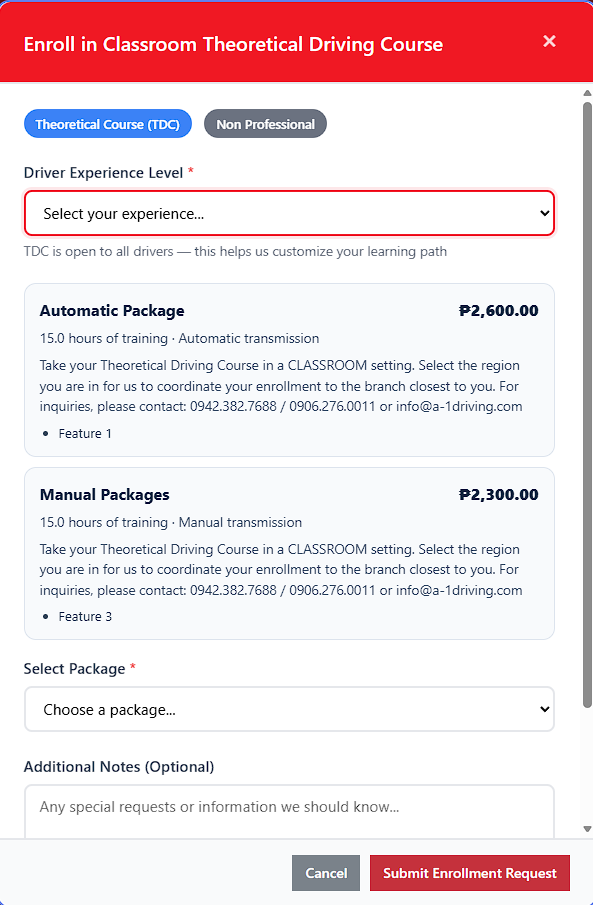 Enroll in Classroom Theoretical Driving Course ×
Theoretical Course (TDC) Non Professional
Driver Experience Level *
Select your experience...
TDC is open to all drivers — this helps us customize your learning path
Automatic Package ₱2,600.00
15.0 hours of training · Automatic transmission
Take your Theoretical Driving Course in a CLASSROOM setting. Select the region
you are in for us to coordinate your enrollment to the branch closest to you. For
inquiries, please contact: 0942.382.7688 / 0906.276.0011 or info@a-1driving.com
• Feature 1
Manual Packages ₱2,300.00
15.0 hours of training · Manual transmission
Take your Theoretical Driving Course in a CLASSROOM setting. Select the region
you are in for us to coordinate your enrollment to the branch closest to you. For
inquiries, please contact: 0942.382.7688 / 0906.276.0011 or info@a-1driving.com
• Feature 3
Select Package *
Choose a package...
Additional Notes (Optional)
Any special requests or information we should know...
Cancel Submit Enrollment Request